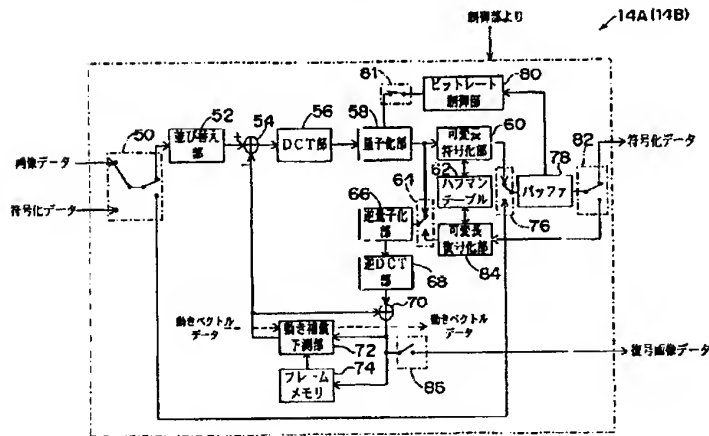 制御部より
14A(14B)
81
ビットレート
制御部
80
50
52
並び替え
部
54
56
DCT部
58
量子化部
60
可変長
符号化部
82
符号化データ
画像データ
符号化データ
62
ハフマン
テーブル
64
78
バッファ
76
66
逆量子化
部
可変長
復号化部
84
逆DCT
部
68
70
動きベクトル
データ
動き補償
予測部
72
動きベクトル
データ
フレーム
メモリ
74
86
復号画像データ